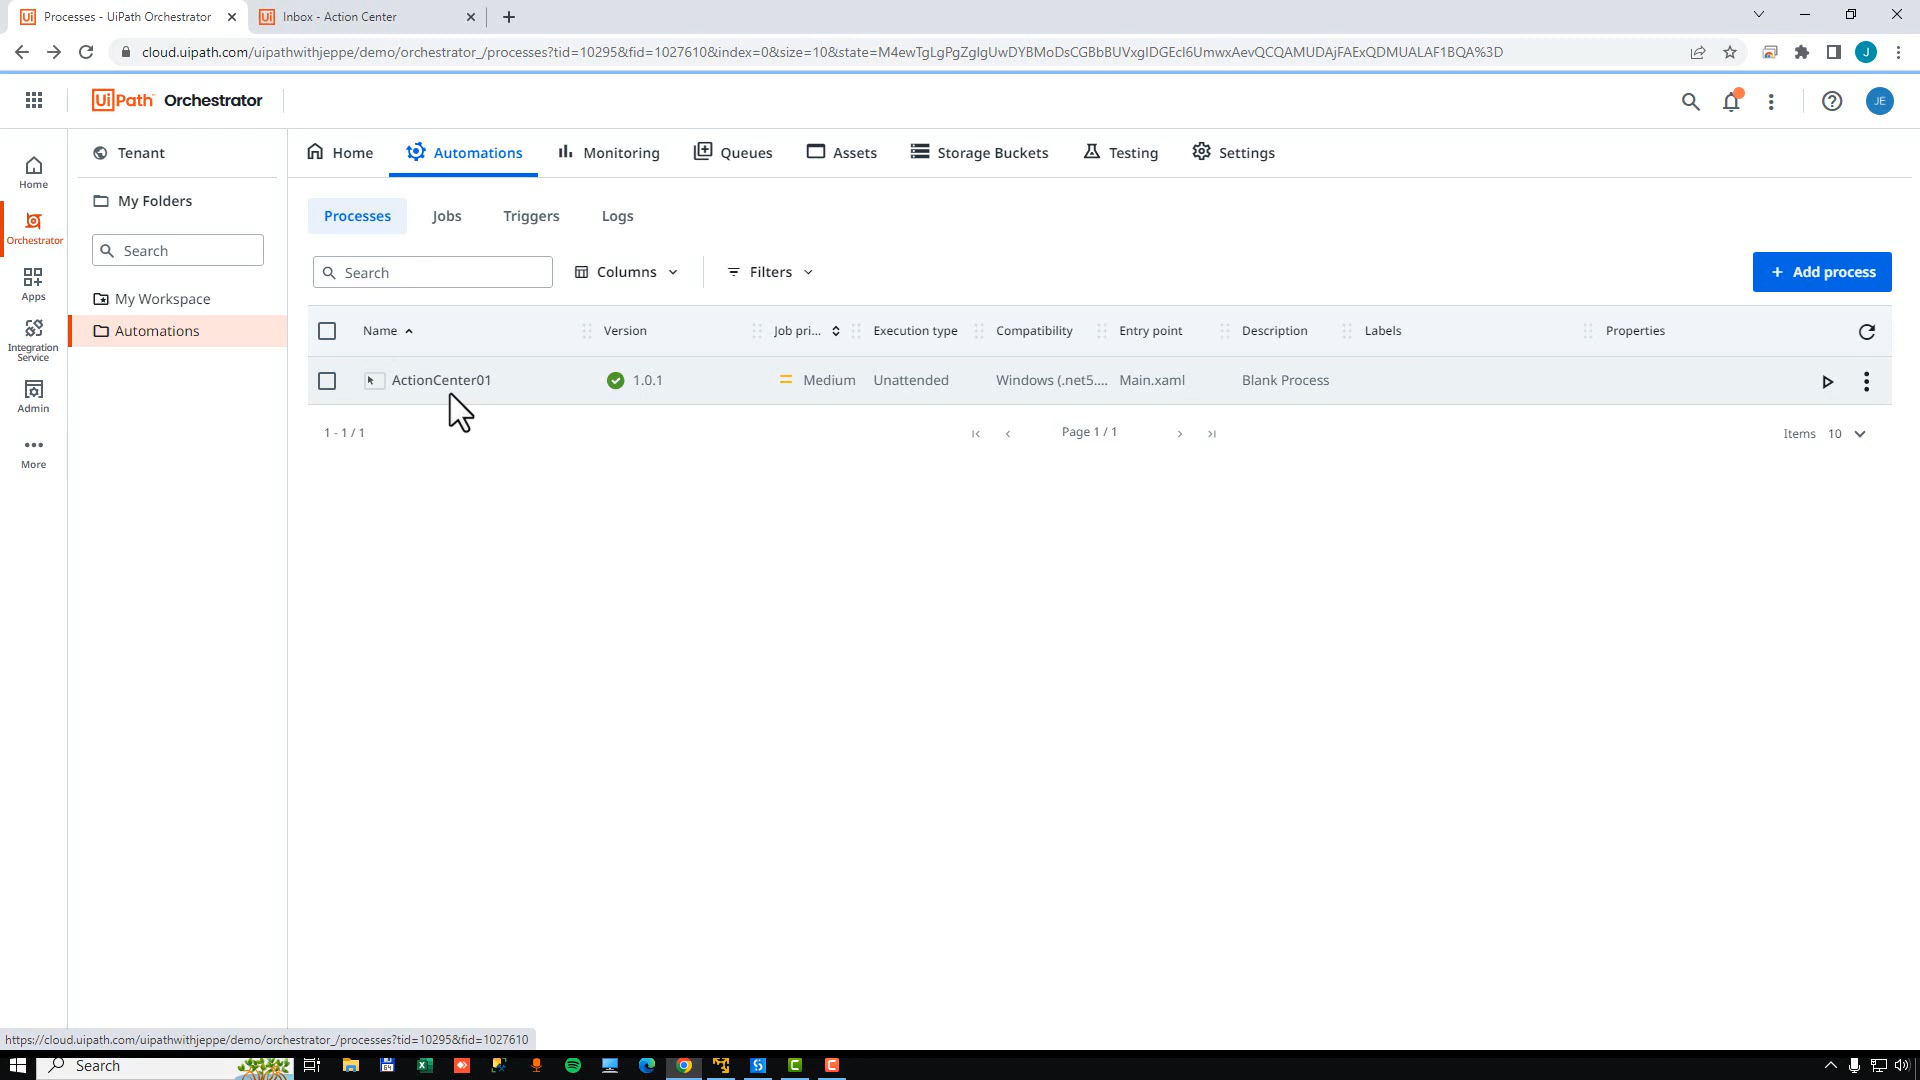 Processes - UiPath Orchestrator
Inbox - Action Center
cloud.uipath.com/uipathwithjeppe/demo/orchestrator_/processes?tid=10295&fid=1027610&index=0&size=10&state=M4ewTgLgPgZglgUwDYBMoDsCGBbBUVxgIDGEcI6UmwxAevQCQAMUDAjFAExQDMUALAF1BQA%3D
J
UiPath Orchestrator
JE
Tenant
Home
Automations
Monitoring
Queues
Assets
Storage Buckets
Testing
Settings
Home
Orchestrator
Apps
Integration
Service
Admin
More
My Folders
Search
My Workspace
Automations
Processes
Jobs
Triggers
Logs
Search
Columns
Filters
+ Add process
Name
Version
Job pri...
Execution type
Compatibility
Entry point
Description
Labels
Properties
ActionCenter01
1.0.1
Medium
Unattended
Windows (.net5....
Main.xaml
Blank Process
1 - 1 / 1
Page 1 / 1
Items 10
https://cloud.uipath.com/uipathwithjeppe/demo/orchestrator_/processes?tid=10295&fid=1027610
Search